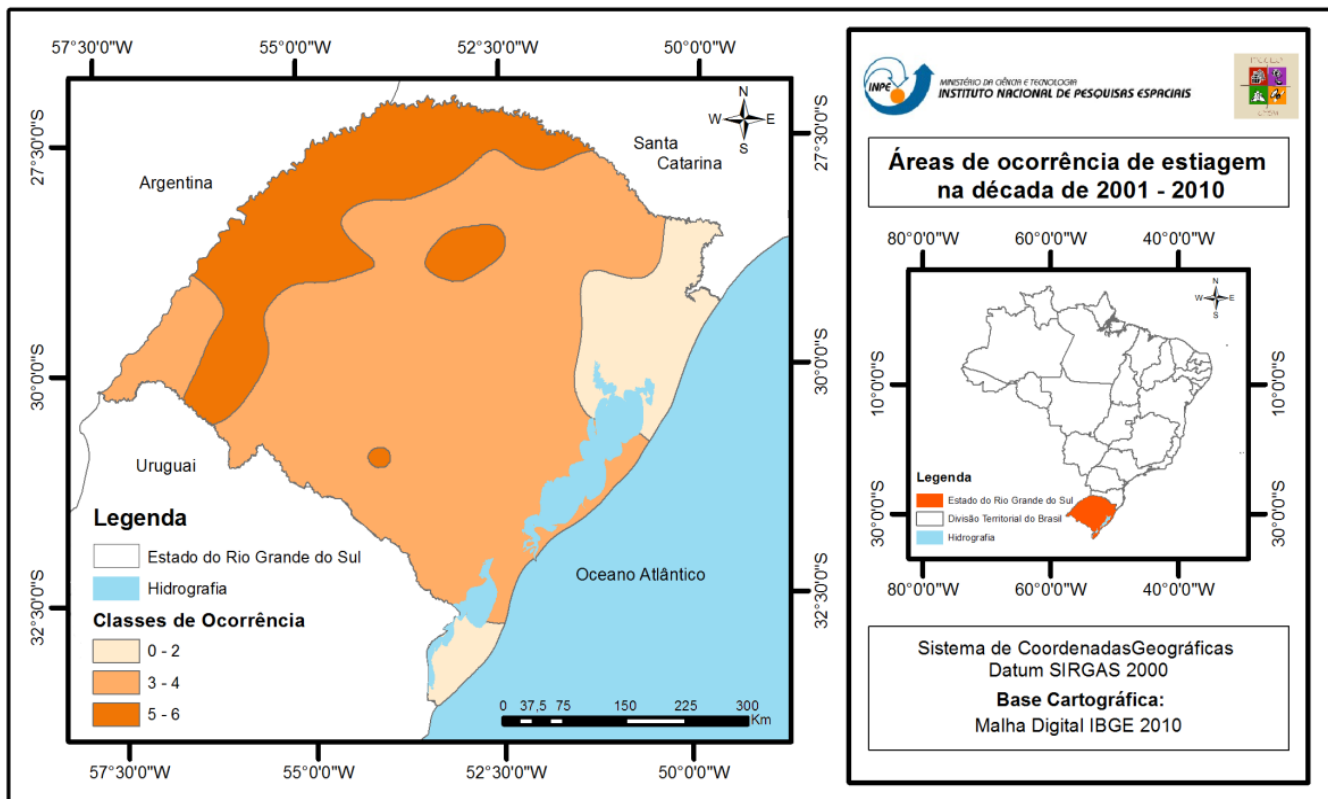 57°30'0"W
55°0'0"W
52°30'0"W
50°0'0"W
27°30'0"S
27°30'0"S
30°0'0"S
30°0'0"S
32°30'0"S
32°30'0"S
57°30'0"W
55°0'0"W
52°30'0"W
50°0'0"W
N
W
E
S
Santa
Catarina
Argentina
Uruguai
Oceano Atlântico
Legenda
Estado do Rio Grande do Sul
Hidrografia
Classes de Ocorrência
0 - 2
3 - 4
5 - 6
0 37,5 75 150 225 300
Km
INPE
MINISTÉRIO DA CIÊNCIA E TECNOLOGIA
INSTITUTO NACIONAL DE PESQUISAS ESPACIAIS
Áreas de ocorrência de estiagem
na década de 2001 - 2010
80°0'0"W
60°0'0"W
40°0'0"W
10°0'0"S
10°0'0"S
30°0'0"S
30°0'0"S
80°0'0"W
60°0'0"W
40°0'0"W
N
W
E
S
Legenda
Estado do Rio Grande do Sul
Divisão Territorial do Brasil
Hidrografia
Sistema de CoordenadasGeográficas
Datum SIRGAS 2000
Base Cartográfica:
Malha Digital IBGE 2010